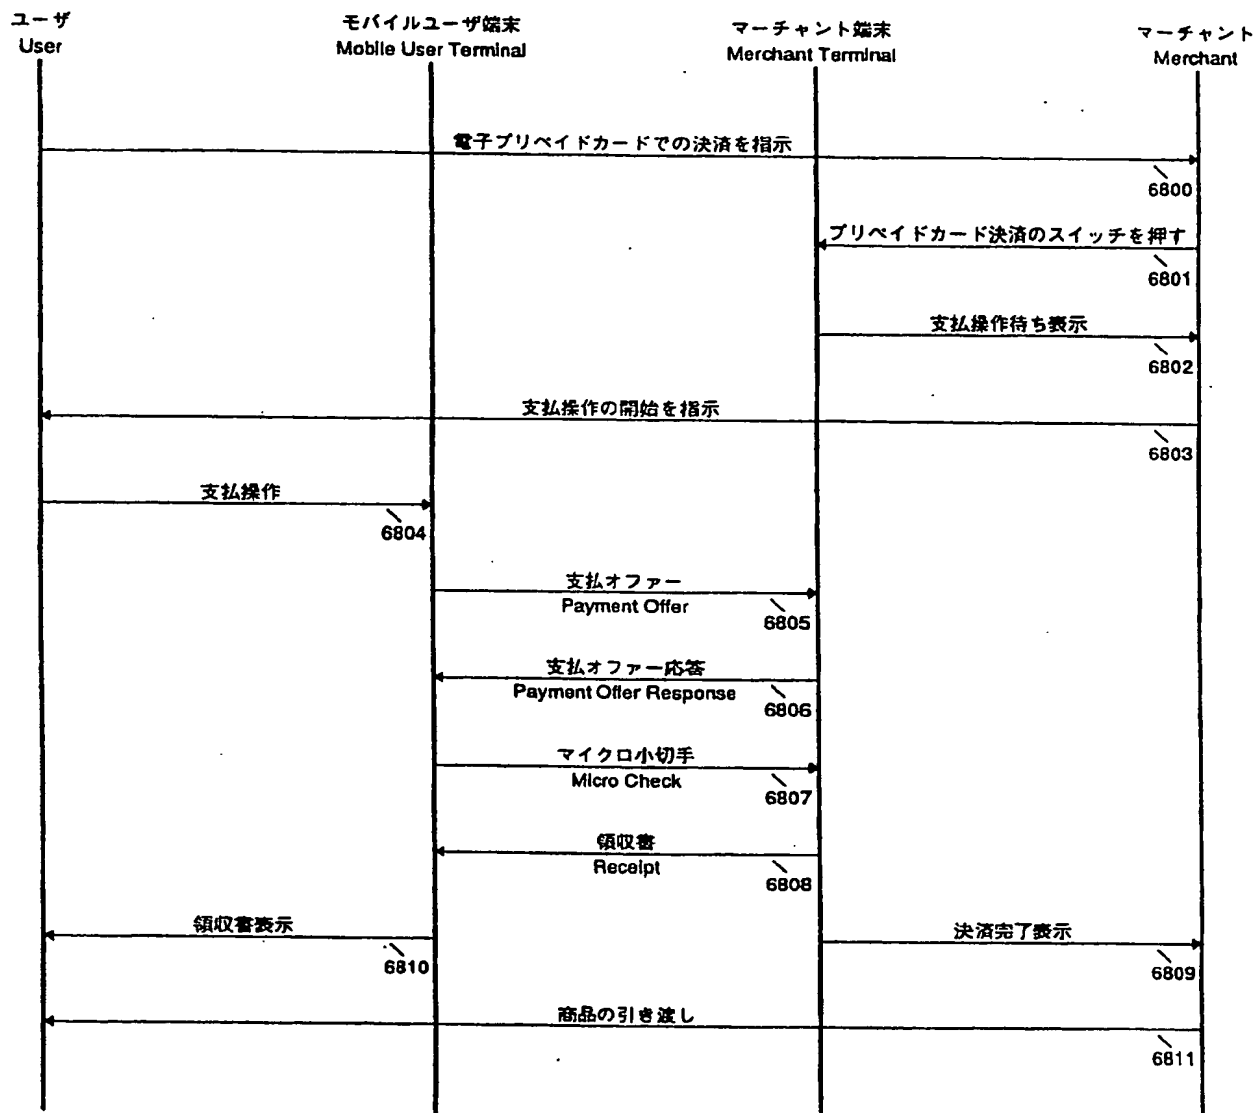 ユーザ
User
モバイルユーザ端末
Mobile User Terminal
マーチャント端末
Merchant Terminal
マーチャント
Merchant
電子プリペイドカードでの決済を指示
6800
プリペイドカード決済のスイッチを押す
6801
支払操作待ち表示
6802
支払操作の開始を指示
6803
支払操作
6804
支払オファー
Payment Offer
6805
支払オファー応答
Payment Offer Response
6806
マイクロ小切手
Micro Check
6807
領収書
Receipt
6808
領収書表示
6810
決済完了表示
6809
商品の引き渡し
6811